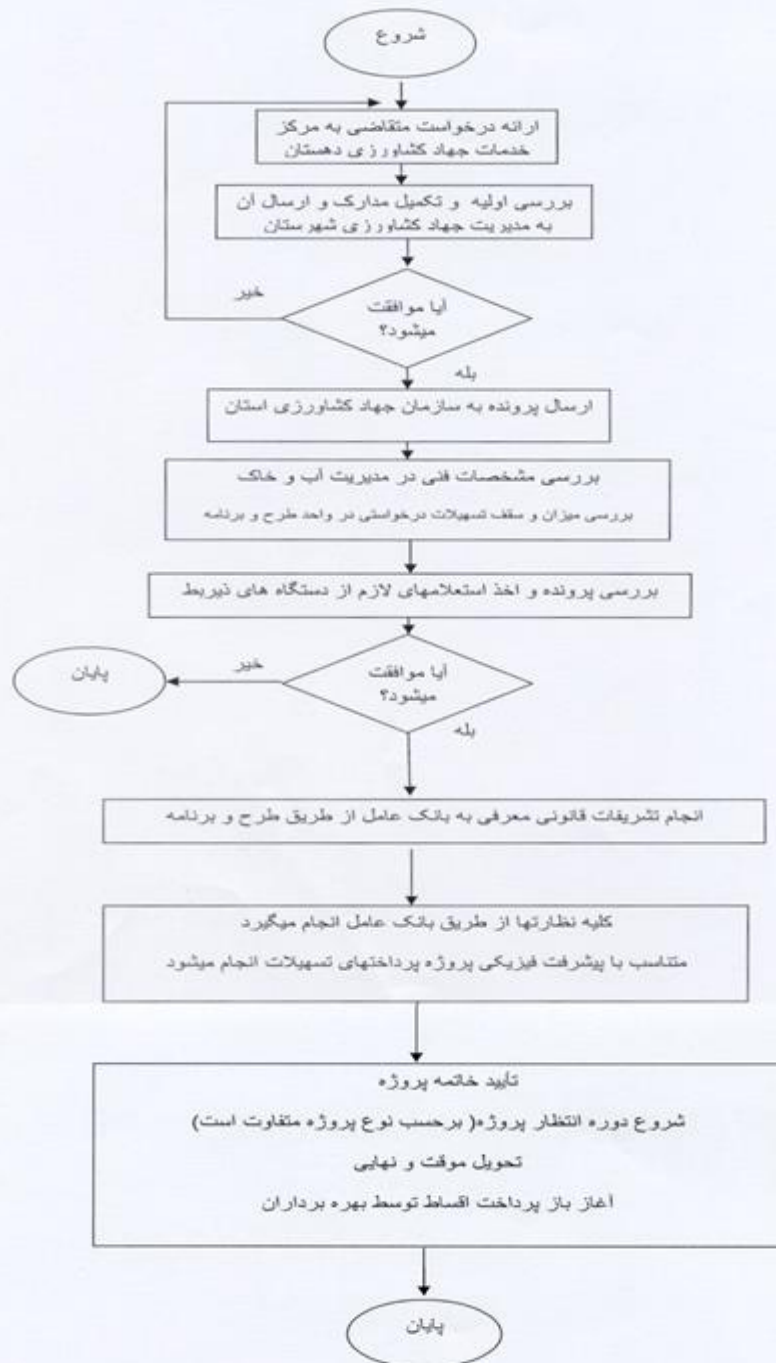 شروع
ارائه درخواست متقاضی به مرکز
خدمات جهاد کشاورزی دهستان
بررسی اولیه و تکمیل مدارک و ارسال آن
به مدیریت جهاد کشاورزی شهرستان
آیا موافقت
میشود؟
خیر
بله
ارسال پرونده به سازمان جهاد کشاورزی استان
بررسی مشخصات فنی در مدیریت آب و خاک
بررسی میزان و سقف تسهیلات درخواستی در واحد طرح و برنامه
بررسی پرونده و اخذ استعلامهای لازم از دستگاه های ذیربط
آیا موافقت
میشود؟
خیر
پایان
بله
انجام تشریفات قانونی معرفی به بانک عامل از طریق طرح و برنامه
کلیه نظارتها از طریق بانک عامل انجام میگیرد
متناسب با پیشرفت فیزیکی پروژه پرداختهای تسهیلات انجام میشود
تأیید خاتمه پروژه
شروع دوره انتظار پروژه( برحسب نوع پروژه متفاوت است)
تحویل موقت و نهایی
آغاز باز پرداخت اقساط توسط بهره برداران
پایان